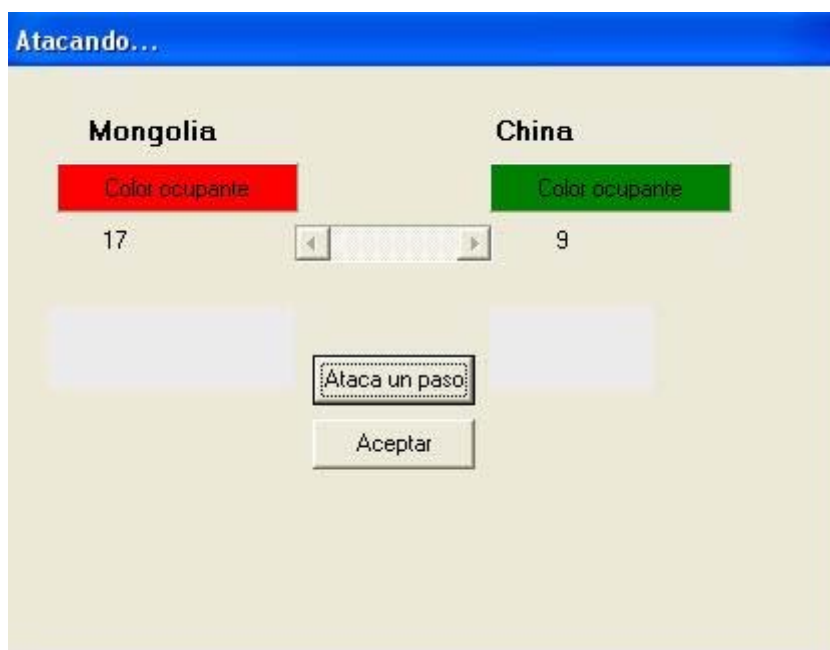 Atacando...
Mongolia China
Color ocupante Color ocupante
17 9
Ataca un paso
Aceptar